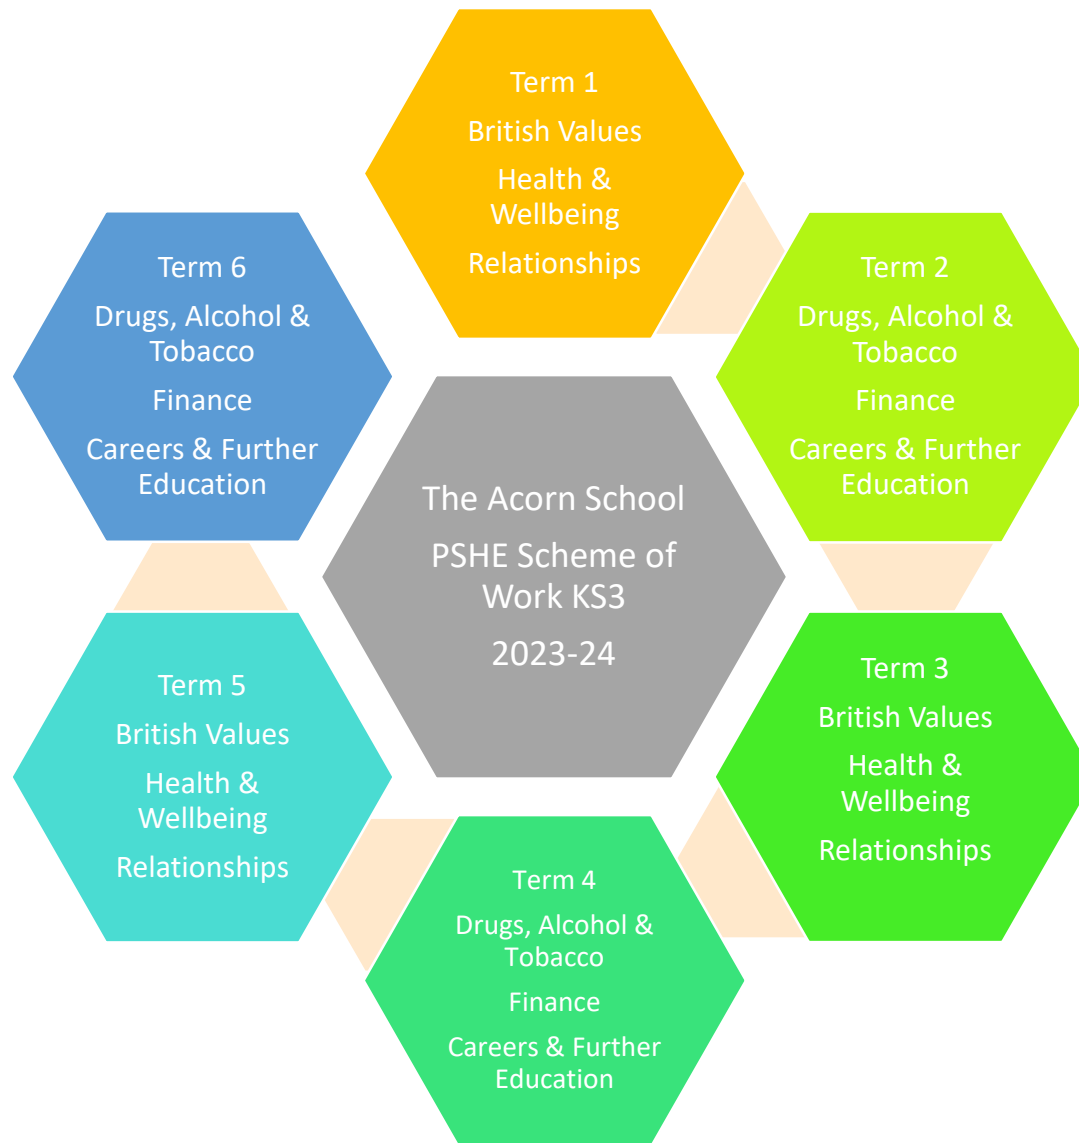 Term 1
British Values
Health &
Wellbeing
Relationships
Term 2
Drugs, Alcohol &
Tobacco
Finance
Careers & Further
Education
Term 3
British Values
Health &
Wellbeing
Relationships
Term 4
Drugs, Alcohol &
Tobacco
Finance
Careers & Further
Education
Term 5
British Values
Health &
Wellbeing
Relationships
Term 6
Drugs, Alcohol &
Tobacco
Finance
Careers & Further
Education
The Acorn School
PSHE Scheme of
Work KS3
2023-24